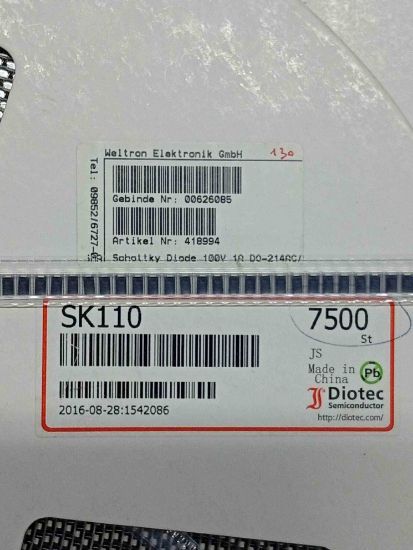 Weltron Elektronik GmbH
130
Tel: 09852/6727-0
Gebinde Nr: 00626085
Artikel Nr: 418994
Schottky Diode 100V 1A DO-214AC/
SK110
7500
St
JS
Made in
China
Pb
Diotec
Semiconductor
2016-08-28:1542086
http://diotec.com/